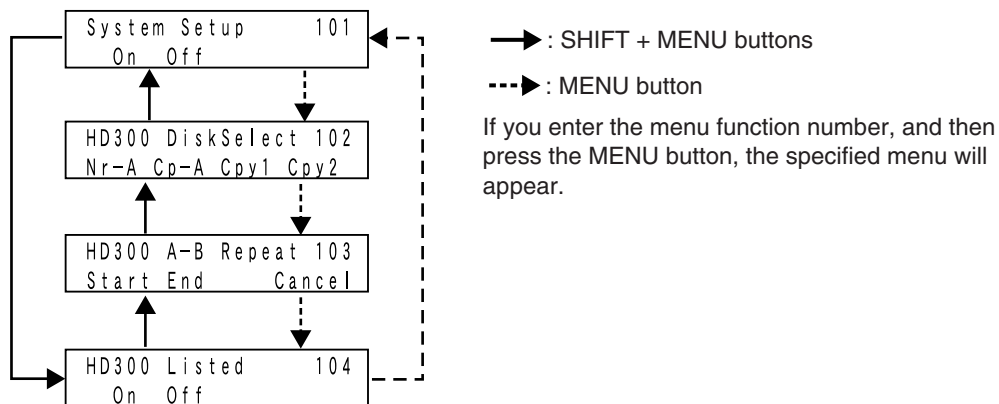 System Setup 101
On Off
HD300 DiskSelect 102
Nr-A Cp-A Cpy1 Cpy2
HD300 A-B Repeat 103
Start End Cancel
HD300 Listed 104
On Off
: SHIFT + MENU buttons
: MENU button
If you enter the menu function number, and then
press the MENU button, the specified menu will
appear.